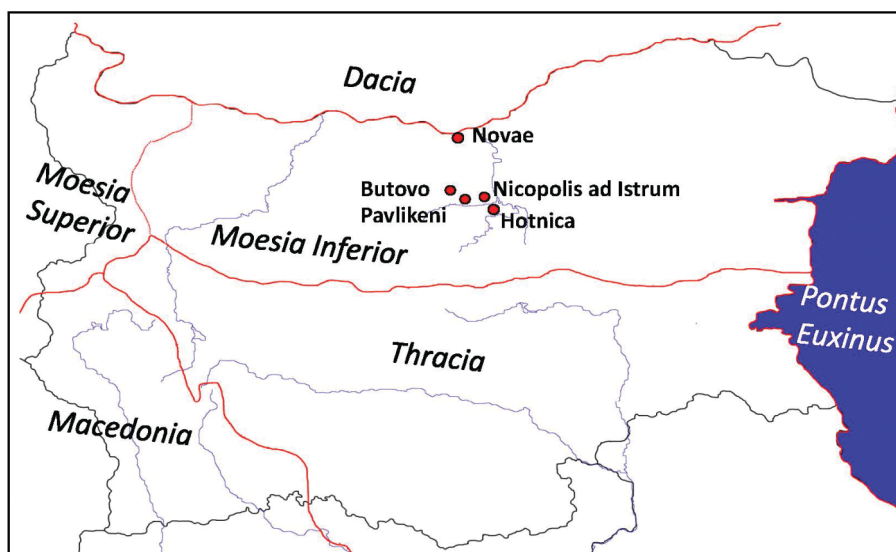 Dacia
Novae
Moesia
Superior
Butovo
Pavlikeni
Nicopolis ad Istrum
Hotnica
Moesia Inferior
Pontus
Euxinus
Thracia
Macedonia